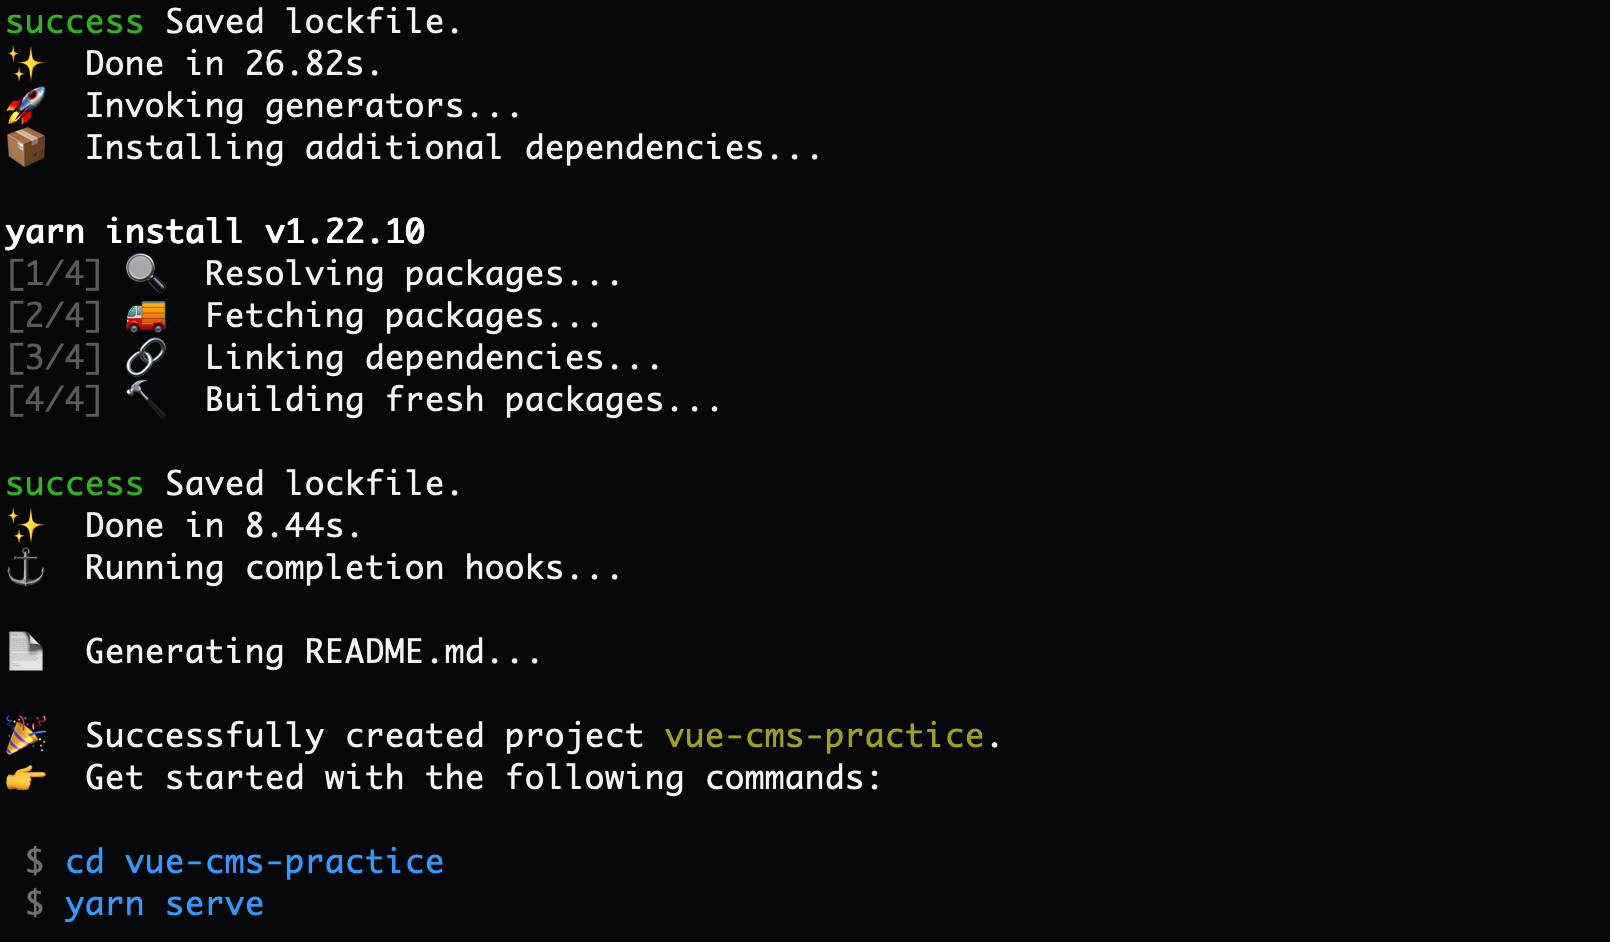 success Saved lockfile.
✨  Done in 26.82s.
🚀  Invoking generators...
📦  Installing additional dependencies...
yarn install v1.22.10
[1/4] 🔍  Resolving packages...
[2/4] 🚚  Fetching packages...
[3/4] 🔗  Linking dependencies...
[4/4] 🔨  Building fresh packages...
success Saved lockfile.
✨  Done in 8.44s.
⚓  Running completion hooks...
📄  Generating README.md...
🎉  Successfully created project vue-cms-practice.
👉  Get started with the following commands:
$ cd vue-cms-practice
$ yarn serve